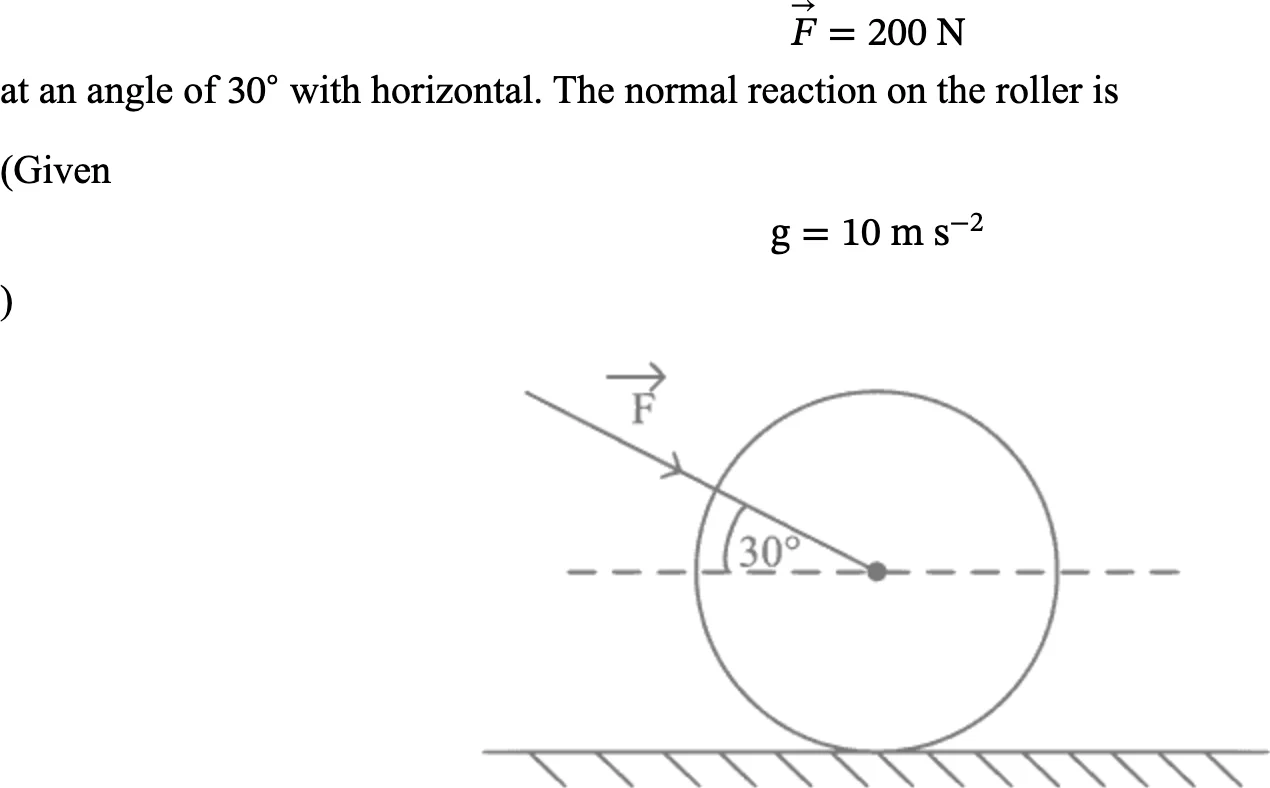 F⃗ = 200 N
at an angle of 30° with horizontal. The normal reaction on the roller is
(Given
g = 10 m s⁻²
)
F⃗
30°